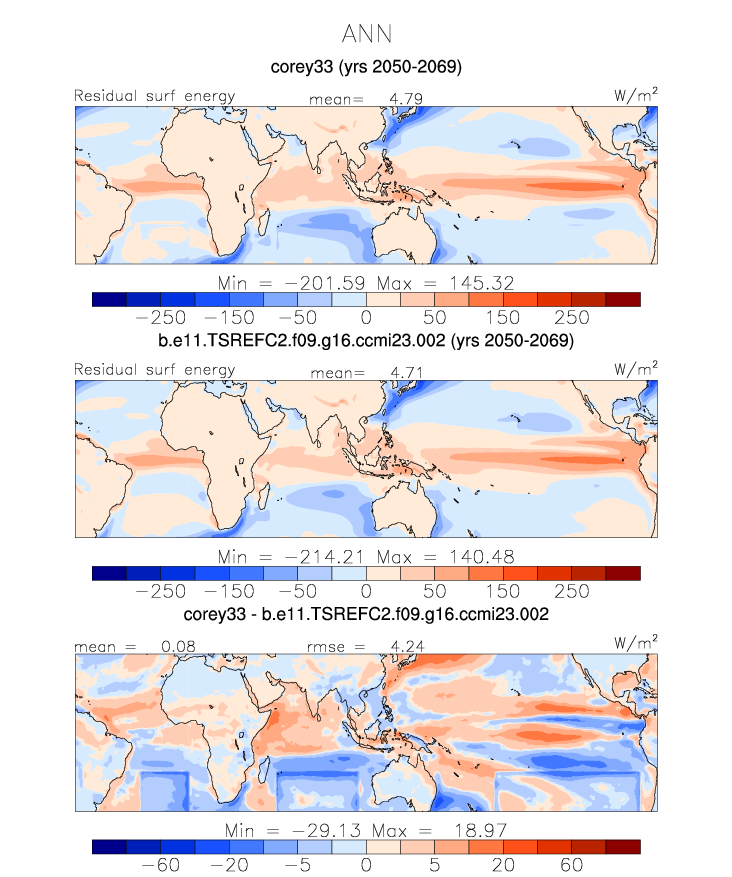 ANN
corey33 (yrs 2050-2069)
Residual surf energy mean= 4.79 W/m²
Min = −201.59 Max = 145.32
−250 −150 −50 0 50 150 250
b.e11.TSREFC2.f09.g16.ccmi23.002 (yrs 2050-2069)
Residual surf energy mean= 4.71 W/m²
Min = −214.21 Max = 140.48
−250 −150 −50 0 50 150 250
corey33 - b.e11.TSREFC2.f09.g16.ccmi23.002
mean = 0.08 rmse = 4.24 W/m²
Min = −29.13 Max = 18.97
−60 −20 −5 0 5 20 60